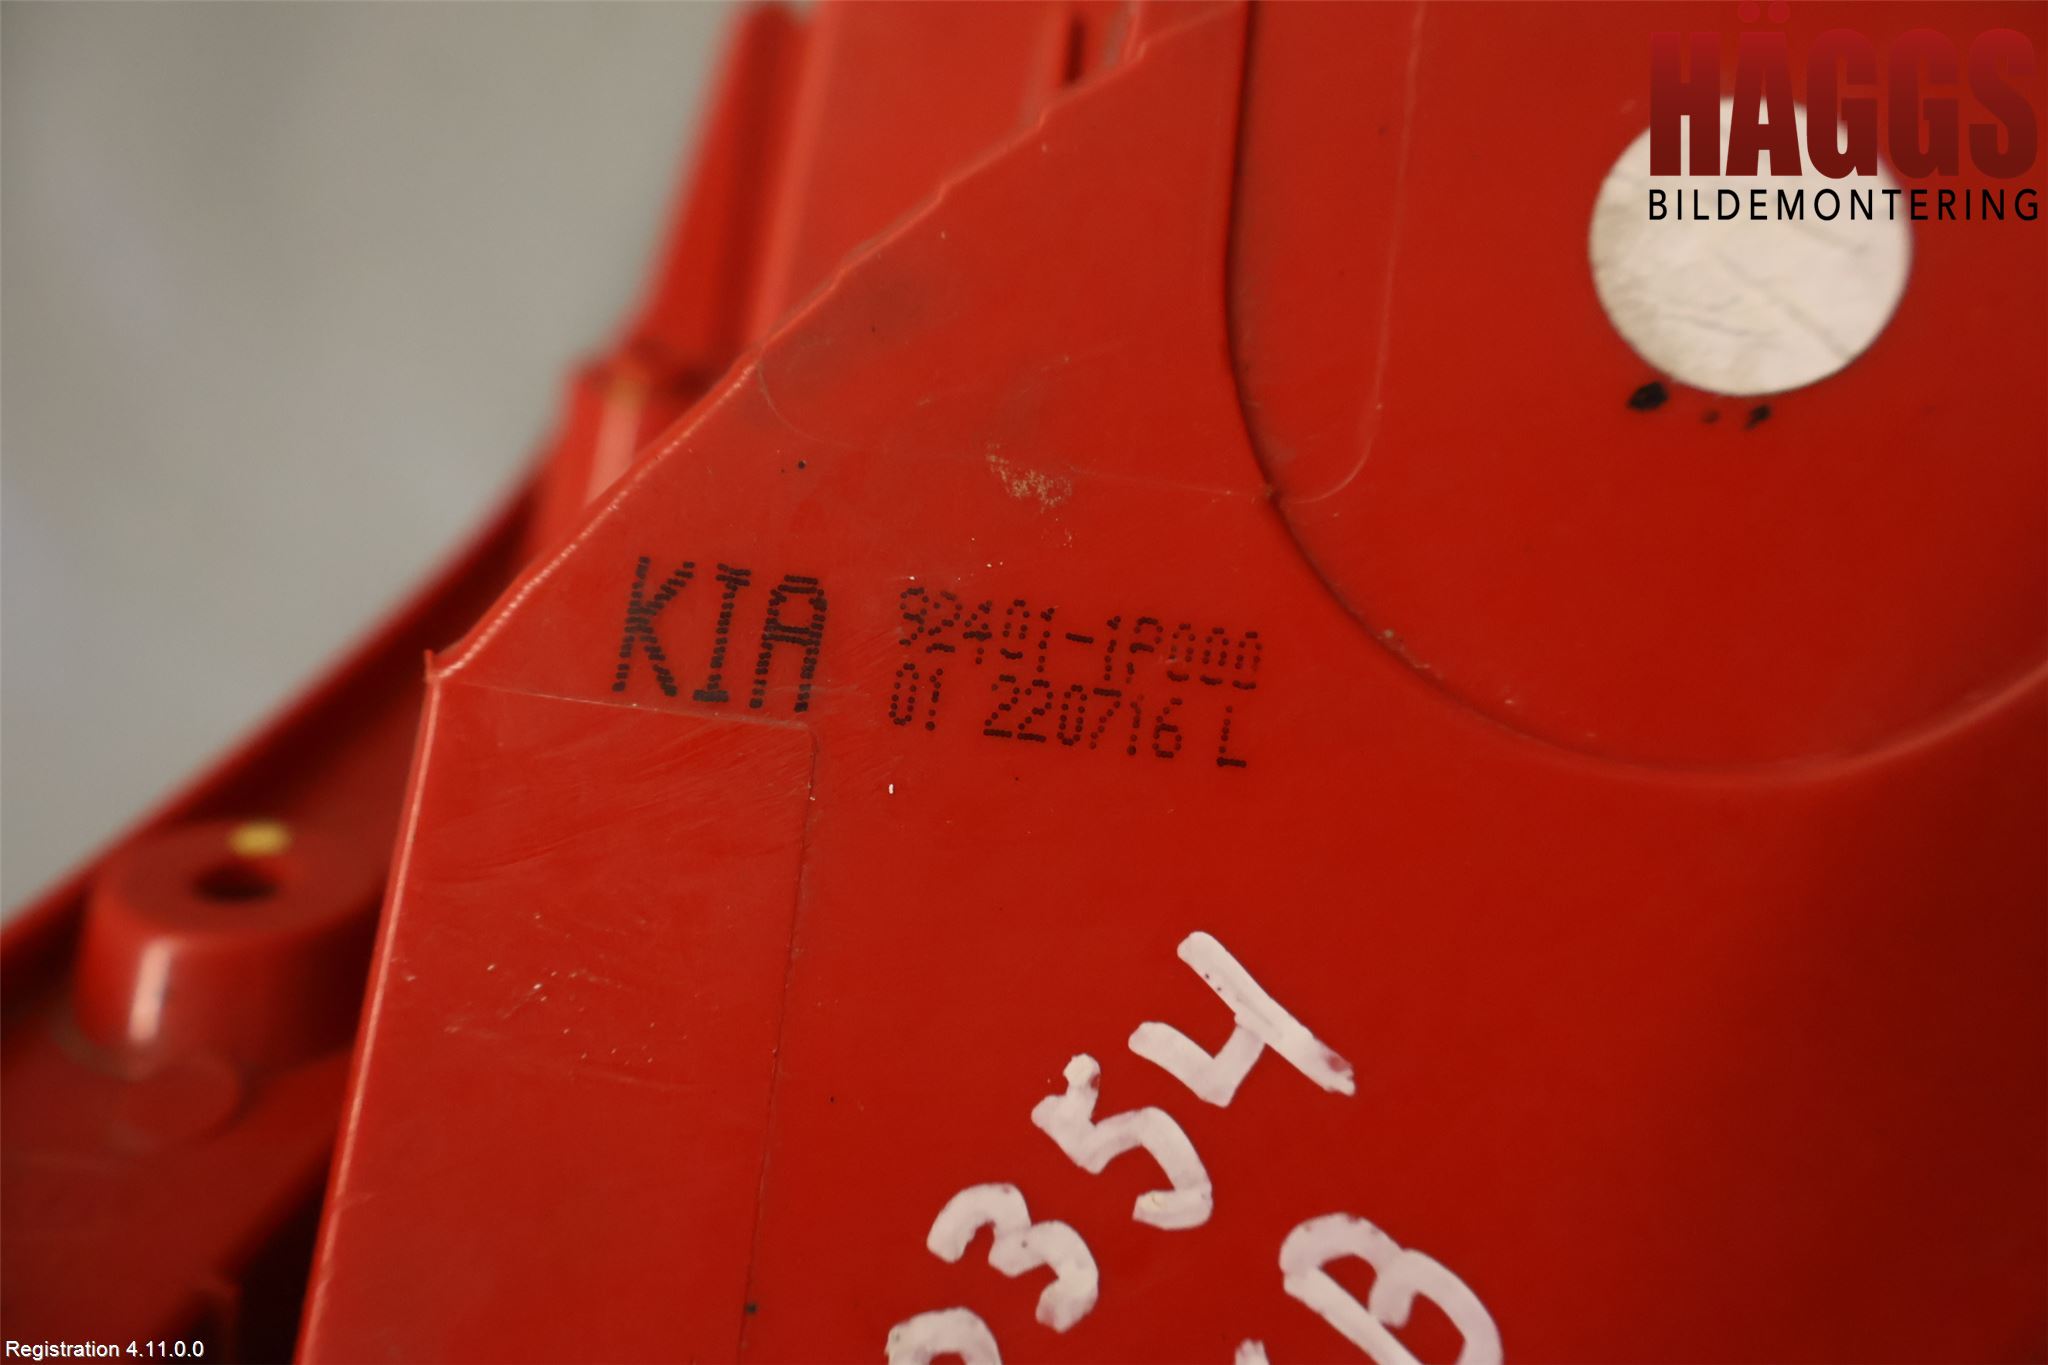 HÄGGS
BILDEMONTERING
KIA 92401-1P000
01 220716 L
354
B
Registration 4.11.0.0